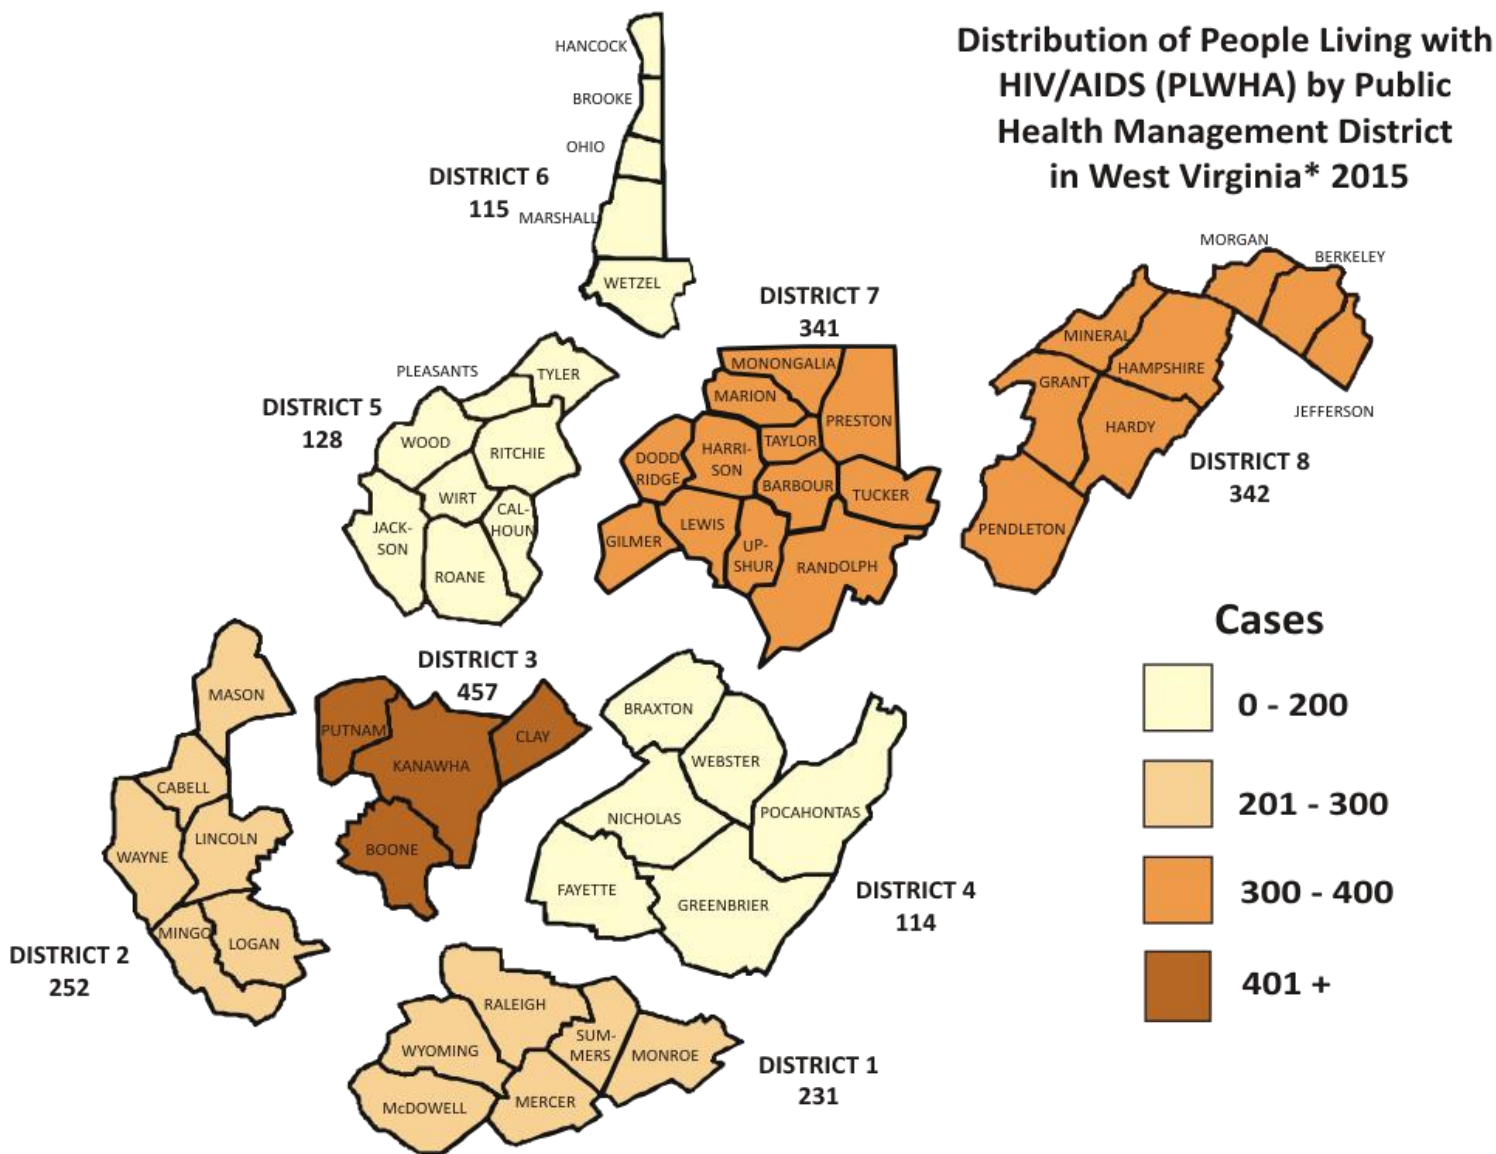 Distribution of People Living with
HIV/AIDS (PLWHA) by Public
Health Management District
in West Virginia* 2015
HANCOCK
BROOKE
OHIO
DISTRICT 6
115
MARSHALL
WETZEL
DISTRICT 7
341
MONONGALIA
MARION
PRESTON
TAYLOR
HARRI-
SON
DODD
RIDGE
BARBOUR
TUCKER
LEWIS
GILMER
UP-
SHUR
RANDOLPH
MORGAN
BERKELEY
MINERAL
HAMPSHIRE
GRANT
JEFFERSON
HARDY
DISTRICT 8
342
PENDLETON
PLEASANTS
TYLER
DISTRICT 5
128
WOOD
RITCHIE
WIRT
CAL-
HOUN
JACK-
SON
ROANE
DISTRICT 3
457
PUTNAM
CLAY
KANAWHA
BOONE
MASON
CABELL
LINCOLN
WAYNE
MINGO
LOGAN
DISTRICT 2
252
BRAXTON
WEBSTER
POCAHONTAS
NICHOLAS
FAYETTE
GREENBRIER
DISTRICT 4
114
RALEIGH
SUM-
MERS
WYOMING
MONROE
McDOWELL
MERCER
DISTRICT 1
231
Cases
0 - 200
201 - 300
300 - 400
401 +